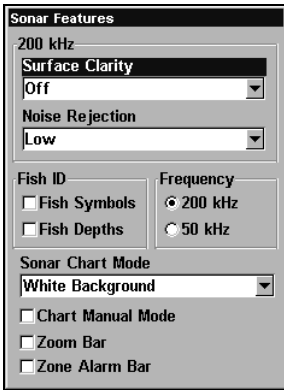 Sonar Features
200 kHz
Surface Clarity
Off
Noise Rejection
Low
Fish ID
Fish Symbols
Fish Depths
Frequency
200 kHz
50 kHz
Sonar Chart Mode
White Background
Chart Manual Mode
Zoom Bar
Zone Alarm Bar